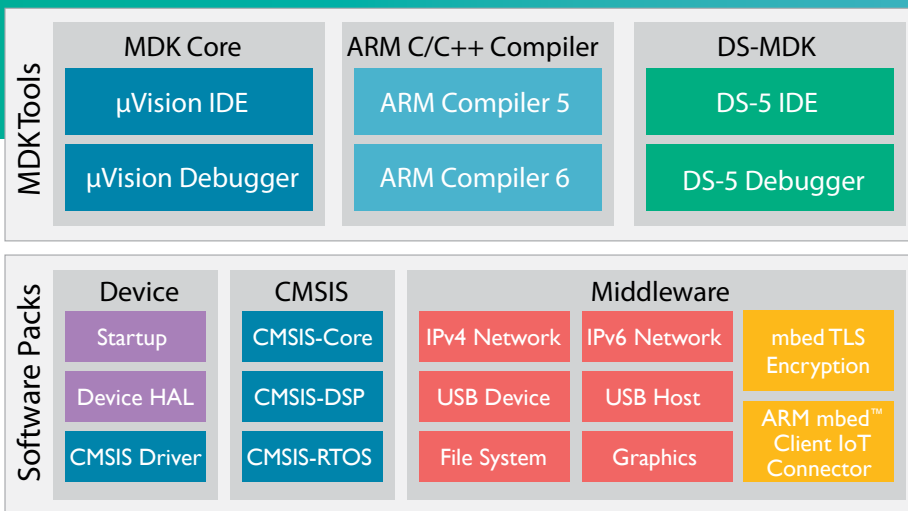 MDK Tools
MDK Core
µVision IDE
µVision Debugger
ARM C/C++ Compiler
ARM Compiler 5
ARM Compiler 6
DS-MDK
DS-5 IDE
DS-5 Debugger
Software Packs
Device
Startup
Device HAL
CMSIS Driver
CMSIS
CMSIS-Core
CMSIS-DSP
CMSIS-RTOS
Middleware
IPv4 Network
IPv6 Network
USB Device
USB Host
File System
Graphics
mbed TLS
Encryption
ARM mbed™
Client IoT
Connector